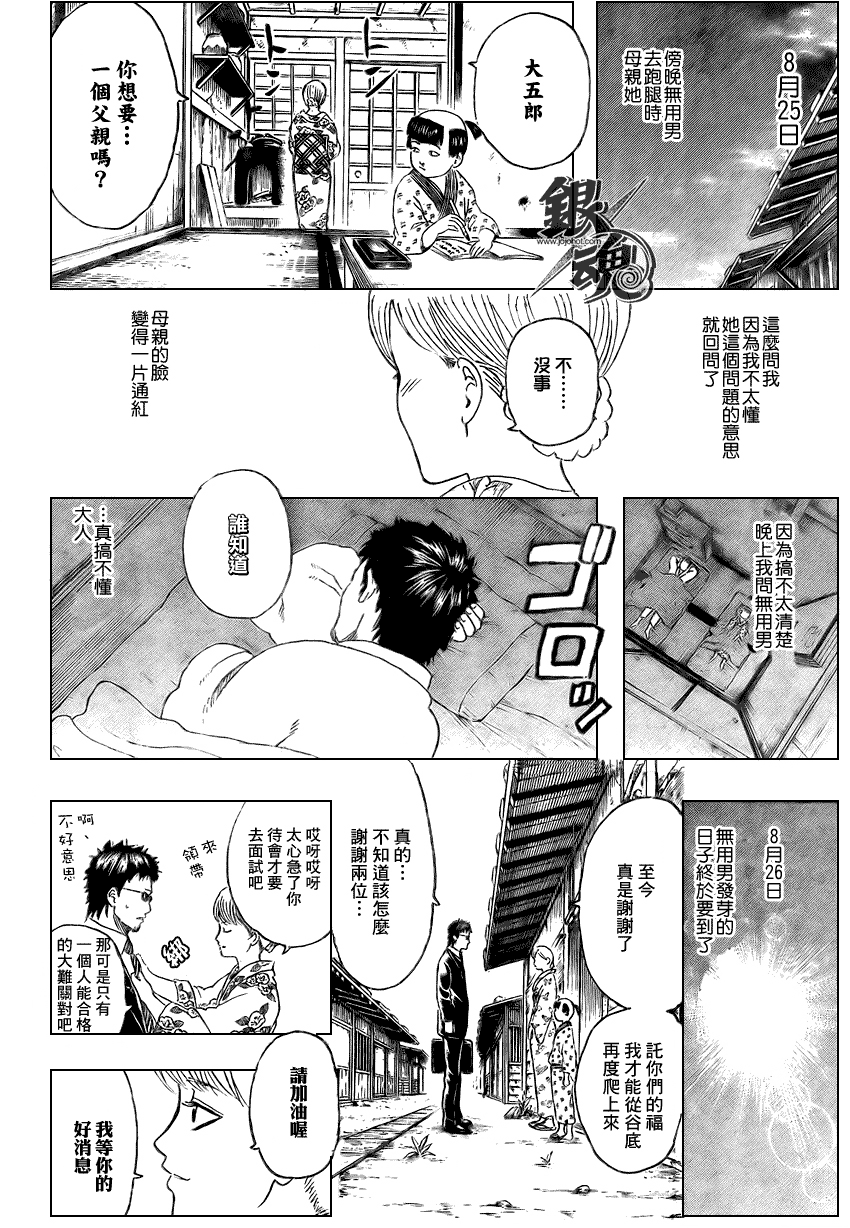 8月25日
傍晚無用男
去跑腿時
母親她
大五郎
トントン
你想要…
一個父親嗎？
銀魂
www.jojohot.com
這麼問我
因為我不太懂
她這個問題的意思
就回問了
不……
沒事
母親的臉
變得一片通紅
因為搞不太清楚
晚上我問無用男
ゴロッ
誰知道
…真搞不懂
大人
8月26日
無用男發芽的
日子終於要到了
至今
真是謝謝了
託你們的福
我才能從谷底
再度爬上來
真的…
不知道該怎麼
謝謝兩位…
哎呀哎呀
太心急了你
待會才要
去面試吧
來
領帶
啊、
不好意思
那可是只有
一個人能合格
的大難關對吧
請加油喔
我等你的
好消息